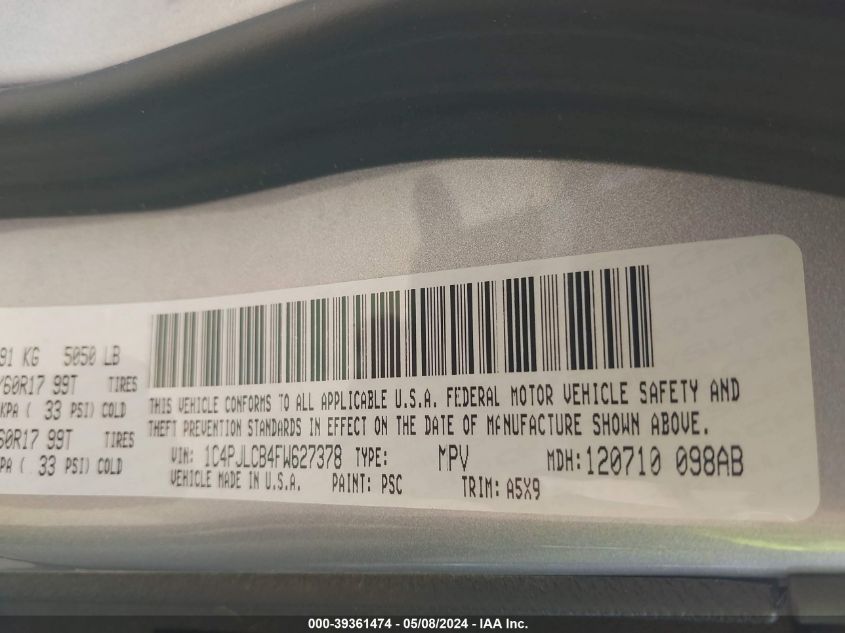 91 KG 5050 LB
/60R17 99T TIRES
KPA ( 33 PSI) COLD
60R17 99T TIRES
PA ( 33 PSI) COLD
THIS VEHICLE CONFORMS TO ALL APPLICABLE U.S.A. FEDERAL MOTOR VEHICLE SAFETY AND
THEFT PREVENTION STANDARDS IN EFFECT ON THE DATE OF MANUFACTURE SHOWN ABOVE.
VIN: 1C4PJLCB4FW627378 TYPE: MPV MDH: 120710 098AB
VEHICLE MADE IN U.S.A. PAINT: PSC TRIM: A5X9
000-39361474 - 05/08/2024 - IAA Inc.